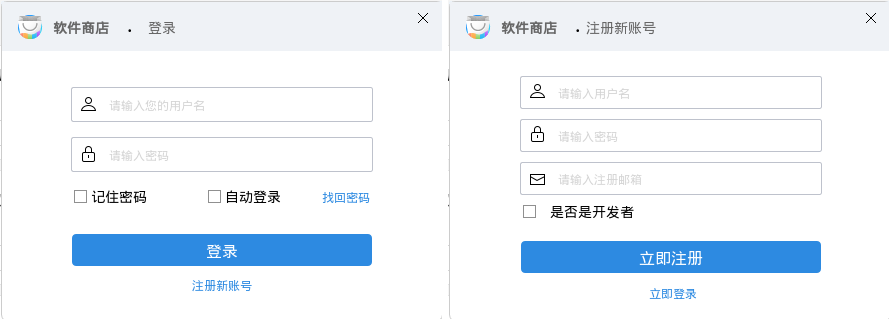 软件商店 · 登录
请输入您的用户名
请输入密码
记住密码 自动登录 找回密码
登录
注册新账号
软件商店 · 注册新账号
请输入用户名
请输入密码
请输入注册邮箱
是否是开发者
立即注册
立即登录